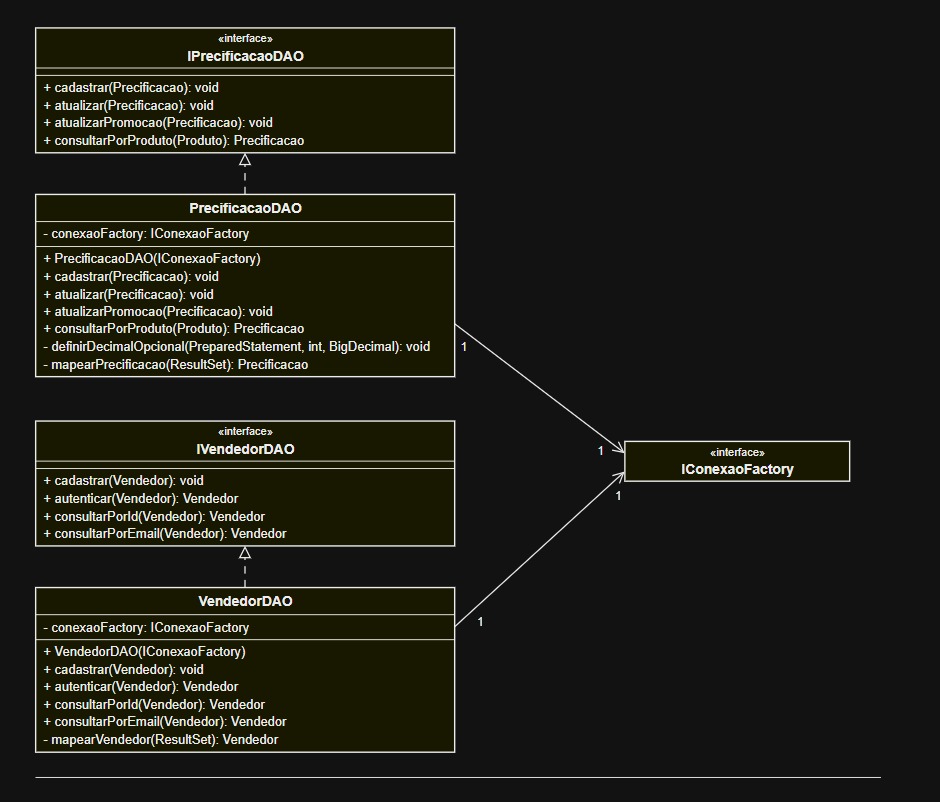 «interface»
IPrecificacaoDAO
+ cadastrar(Precificacao): void
+ atualizar(Precificacao): void
+ atualizarPromocao(Precificacao): void
+ consultarPorProduto(Produto): Precificacao
PrecificacaoDAO
- conexaoFactory: IConexaoFactory
+ PrecificacaoDAO(IConexaoFactory)
+ cadastrar(Precificacao): void
+ atualizar(Precificacao): void
+ atualizarPromocao(Precificacao): void
+ consultarPorProduto(Produto): Precificacao
- definirDecimalOpcional(PreparedStatement, int, BigDecimal): void
- mapearPrecificacao(ResultSet): Precificacao
1
1
«interface»
IConexaoFactory
1
1
«interface»
IVendedorDAO
+ cadastrar(Vendedor): void
+ autenticar(Vendedor): Vendedor
+ consultarPorId(Vendedor): Vendedor
+ consultarPorEmail(Vendedor): Vendedor
VendedorDAO
- conexaoFactory: IConexaoFactory
+ VendedorDAO(IConexaoFactory)
+ cadastrar(Vendedor): void
+ autenticar(Vendedor): Vendedor
+ consultarPorId(Vendedor): Vendedor
+ consultarPorEmail(Vendedor): Vendedor
- mapearVendedor(ResultSet): Vendedor